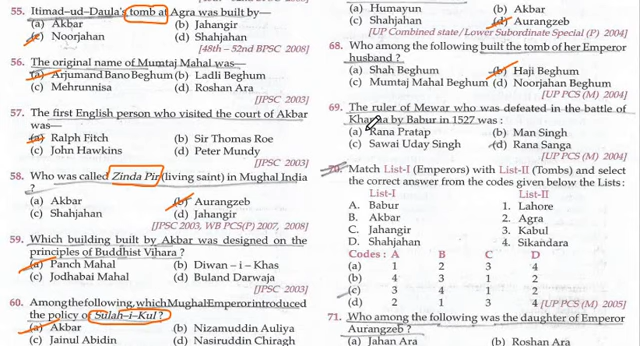 55. Itimad–ud–Daula's tomb at Agra was built by—
(a) Akbar (b) Jahangir
(c) Noorjahan (d) Shahjahan
[48th – 52nd BPSC 2008]
56. The original name of Mumtaj Mahal was—
(a) Arjumand Bano Beghum (b) Ladli Beghum
(c) Mehrunnisa (d) Roshan Ara
[JPSC 2003]
57. The first English person who visited the court of Akbar
was—
(a) Ralph Fitch (b) Sir Thomas Roe
(c) John Hawkins (d) Peter Mundy
[JPSC 2003]
58. Who was called Zinda Pir (living saint) in Mughal India
?
(a) Akbar (b) Aurangzeb
(c) Shahjahan (d) Jahangir
[JPSC 2003, WB PCS(P) 2007, 2008]
59. Which building built by Akbar was designed on the
principles of Buddhist Vihara ?
(a) Panch Mahal (b) Diwan – i – Khas
(c) Jodhabai Mahal (d) Buland Darwaja
[JPSC 2003]
60. Among the following, which Mughal Emperor introduced
the policy of Sulah–i–Kul ?
(a) Akbar (b) Nizamuddin Auliya
(c) Jainul Abidin (d) Nasiruddin Chiragh
(a) Humayun (b) Akbar
(c) Shahjahan (d) Aurangzeb
[UP Combined state/Lower Subordinate Special (P) 2004]
68. Who among the following built the tomb of her Emperor
husband ?
(a) Shah Beghum (b) Haji Beghum
(c) Mumtaj Mahal Beghum (d) Noorjahan Beghum
[UP PCS (M) 2004]
69. The ruler of Mewar who was defeated in the battle of
by Babur in 1527 was :
(a) Rana Pratap (b) Man Singh
(c) Sawai Uday Singh (d) Rana Sanga
[UP PCS (M) 2004]
70. Match List-I (Emperors) with List-II (Tombs) and select
the correct answer from the codes given below the Lists :
List-I List-II
A. Babur 1. Lahore
B. Akbar 2. Agra
C. Jahangir 3. Kabul
D. Shahjahan 4. Sikandara
Codes : A B C D
(a) 1 2 3 4
(b) 4 3 1 2
(c) 3 4 1 2
(d) 2 1 3 4 [UP PCS (M) 2005]
71. Who among the following was the daughter of Emperor
Aurangzeb ?
(a) Jahan Ara (b) Roshan Ara